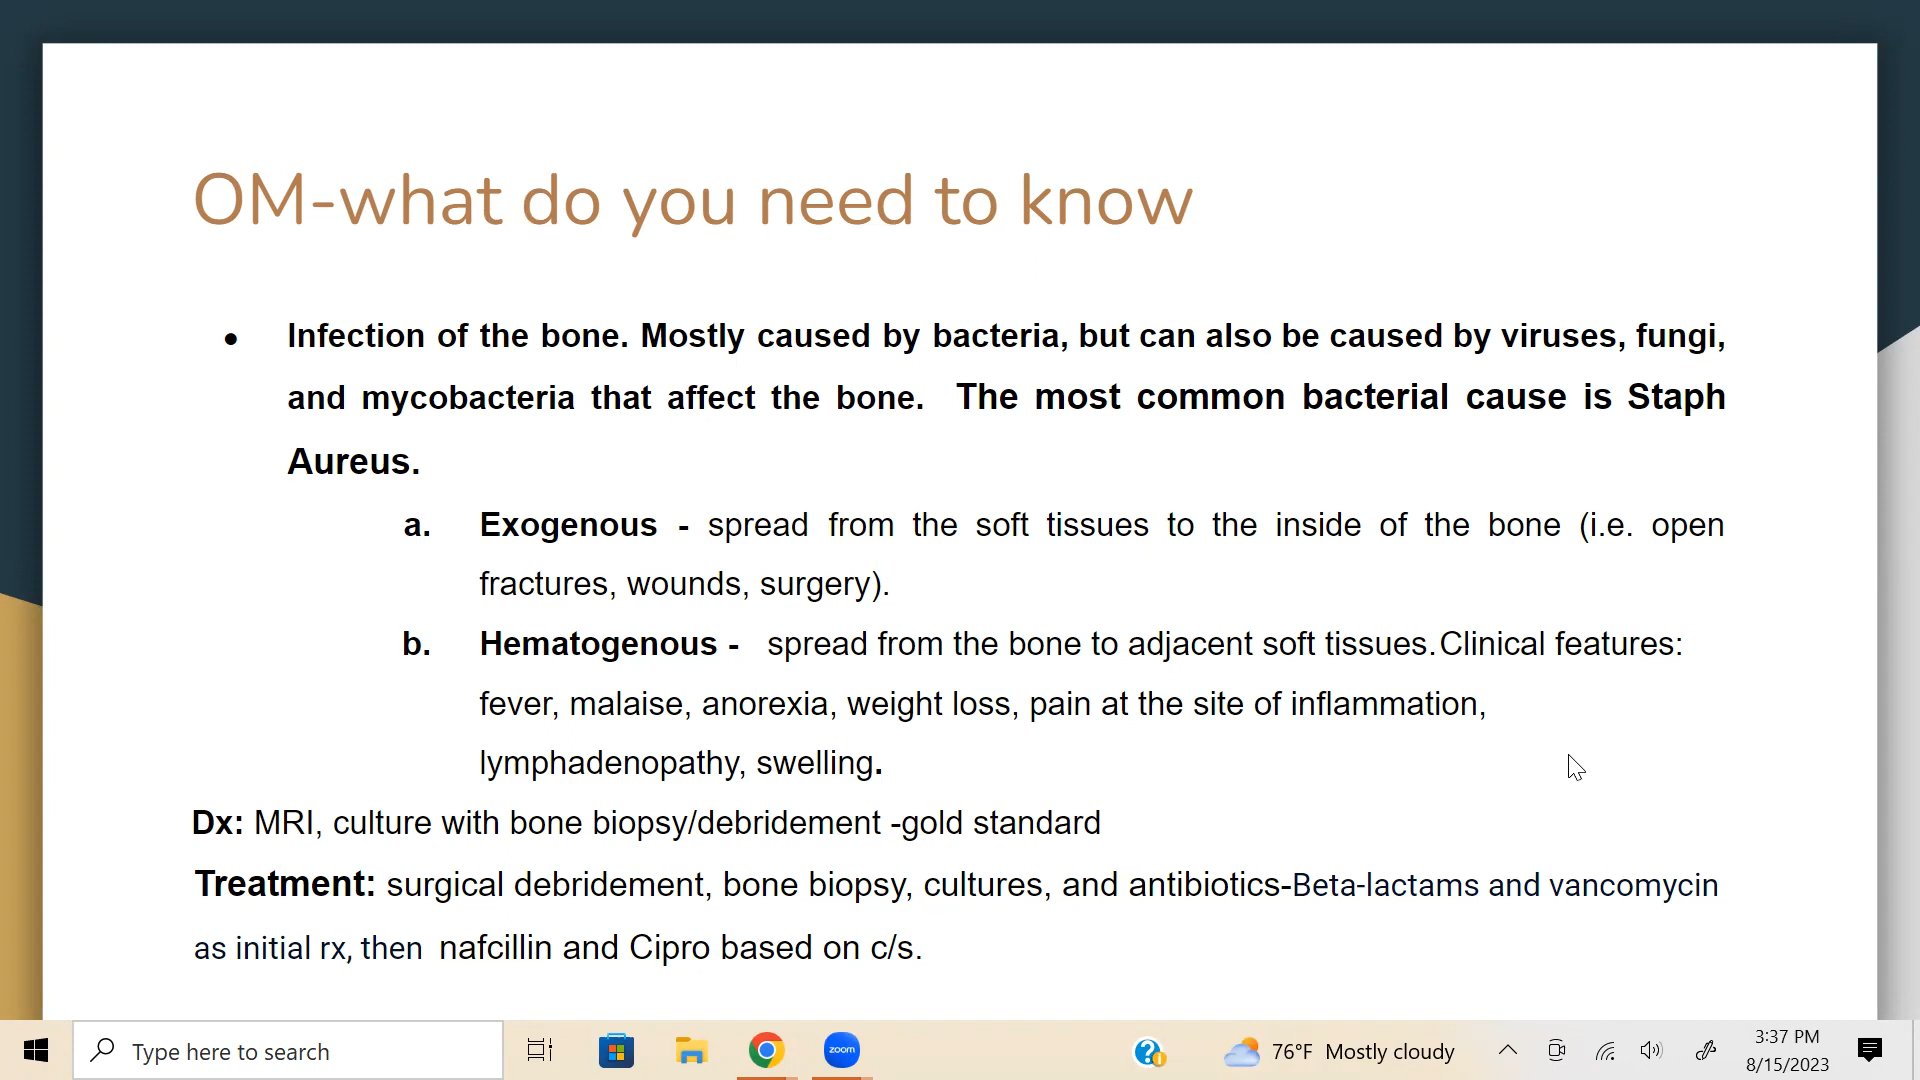 OM-what do you need to know
● Infection of the bone. Mostly caused by bacteria, but can also be caused by viruses, fungi,
and mycobacteria that affect the bone. The most common bacterial cause is Staph
Aureus.
a. Exogenous - spread from the soft tissues to the inside of the bone (i.e. open
fractures, wounds, surgery).
b. Hematogenous - spread from the bone to adjacent soft tissues. Clinical features:
fever, malaise, anorexia, weight loss, pain at the site of inflammation,
lymphadenopathy, swelling.
Dx: MRI, culture with bone biopsy/debridement -gold standard
Treatment: surgical debridement, bone biopsy, cultures, and antibiotics-Beta-lactams and vancomycin
as initial rx, then nafcillin and Cipro based on c/s.
Type here to search
zoom
76°F Mostly cloudy
3:37 PM
8/15/2023